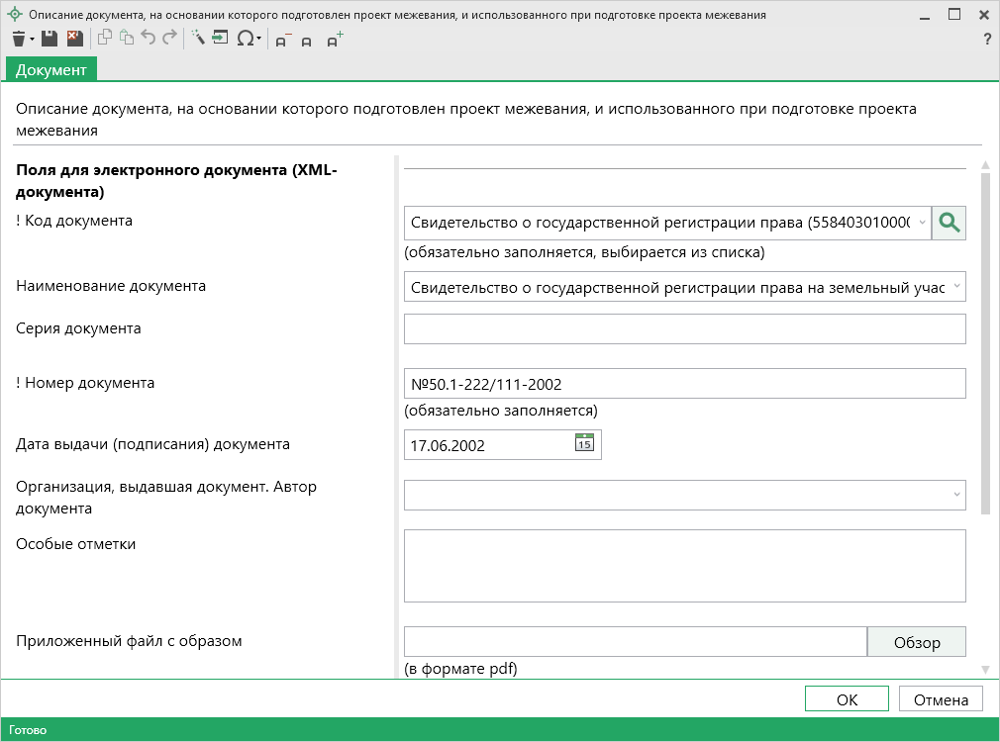 Описание документа, на основании которого подготовлен проект межевания, и использованного при подготовке проекта межевания
?
Документ
Описание документа, на основании которого подготовлен проект межевания, и использованного при подготовке проекта
межевания
Поля для электронного документа (XML-
документа)
! Код документа
Свидетельство о государственной регистрации права (558403010000
(обязательно заполняется, выбирается из списка)
Наименование документа
Свидетельство о государственной регистрации права на земельный учас
Серия документа
! Номер документа
№50.1-222/111-2002
(обязательно заполняется)
Дата выдачи (подписания) документа
17.06.2002
15
Организация, выдавшая документ. Автор
документа
Особые отметки
Приложенный файл с образом
Обзор
(в формате pdf)
ОК
Отмена
Готово